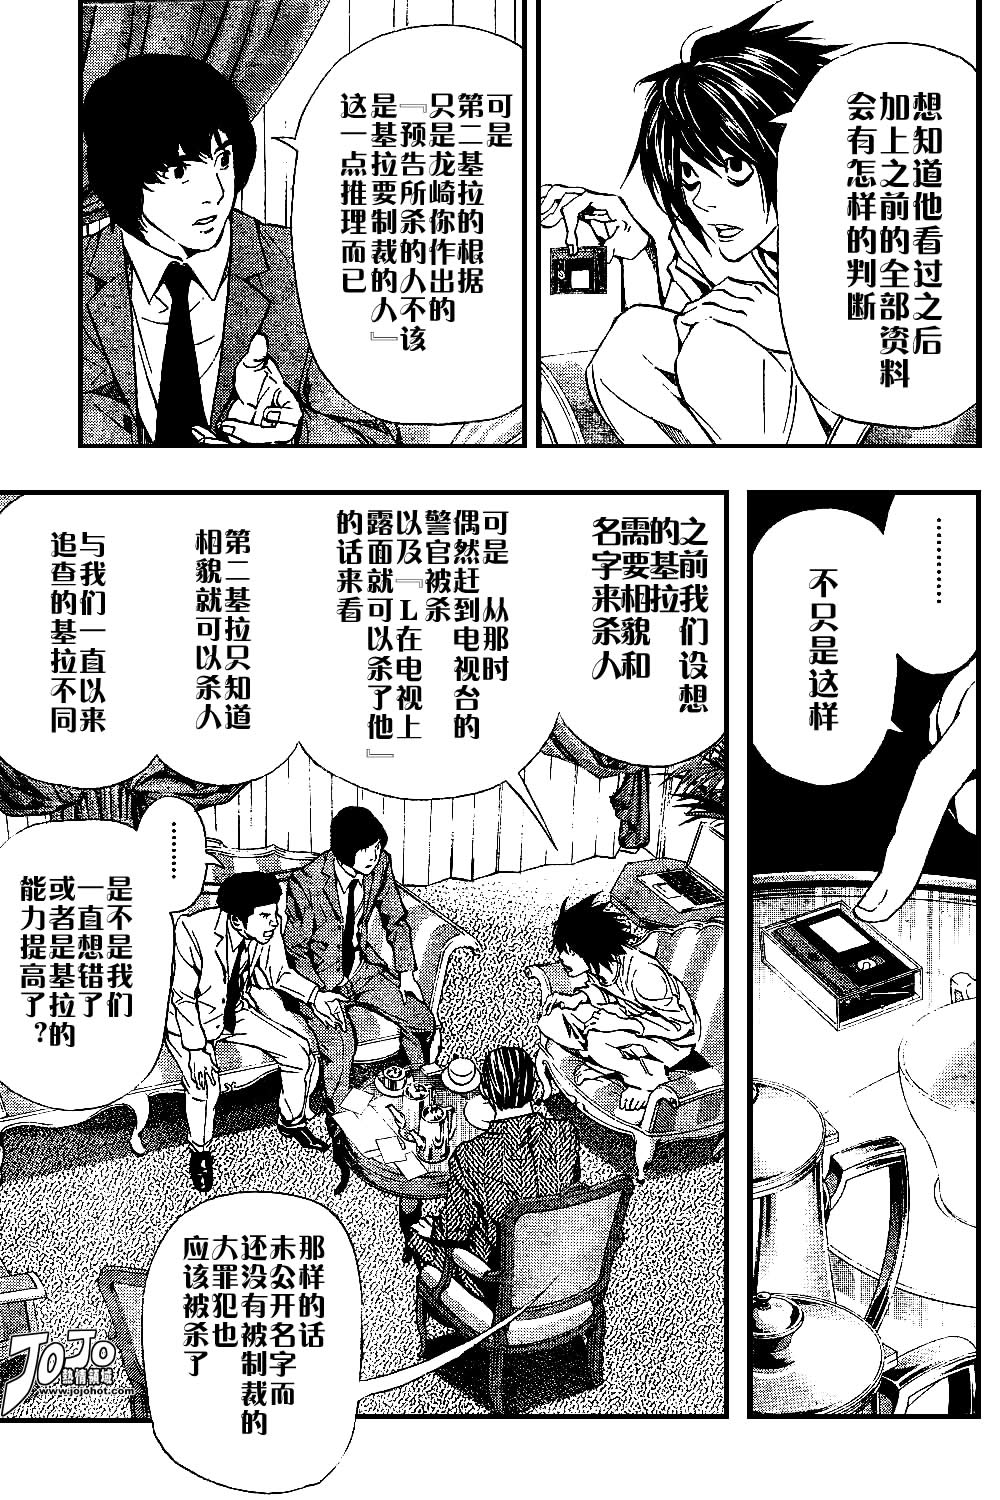 想知道他看过之后
加上之前的全部资料
会有怎样的判断
可是
第二基拉的根据
只是龙崎你作出的
『预告所杀的人不该
是基拉要制裁的人』
这一点推理而已
………
不只是这样
之前我们设想
的基拉
需要相貌和
名字来杀人
可是 从那时
偶然赶到电视台的
警官被杀
以及『L在电视上
露面就可以杀了他』
的话来看
第二基拉只知道
相貌就可以杀人
与我们一直以来
追查的基拉不同
………
是不是我们
一直想错了
或者是基拉的
能力提高了?
那样的话
未公开名字而
还没有被制裁的
大罪犯也
应该被杀了
JOJO
熱情領域
www.jojohot.com